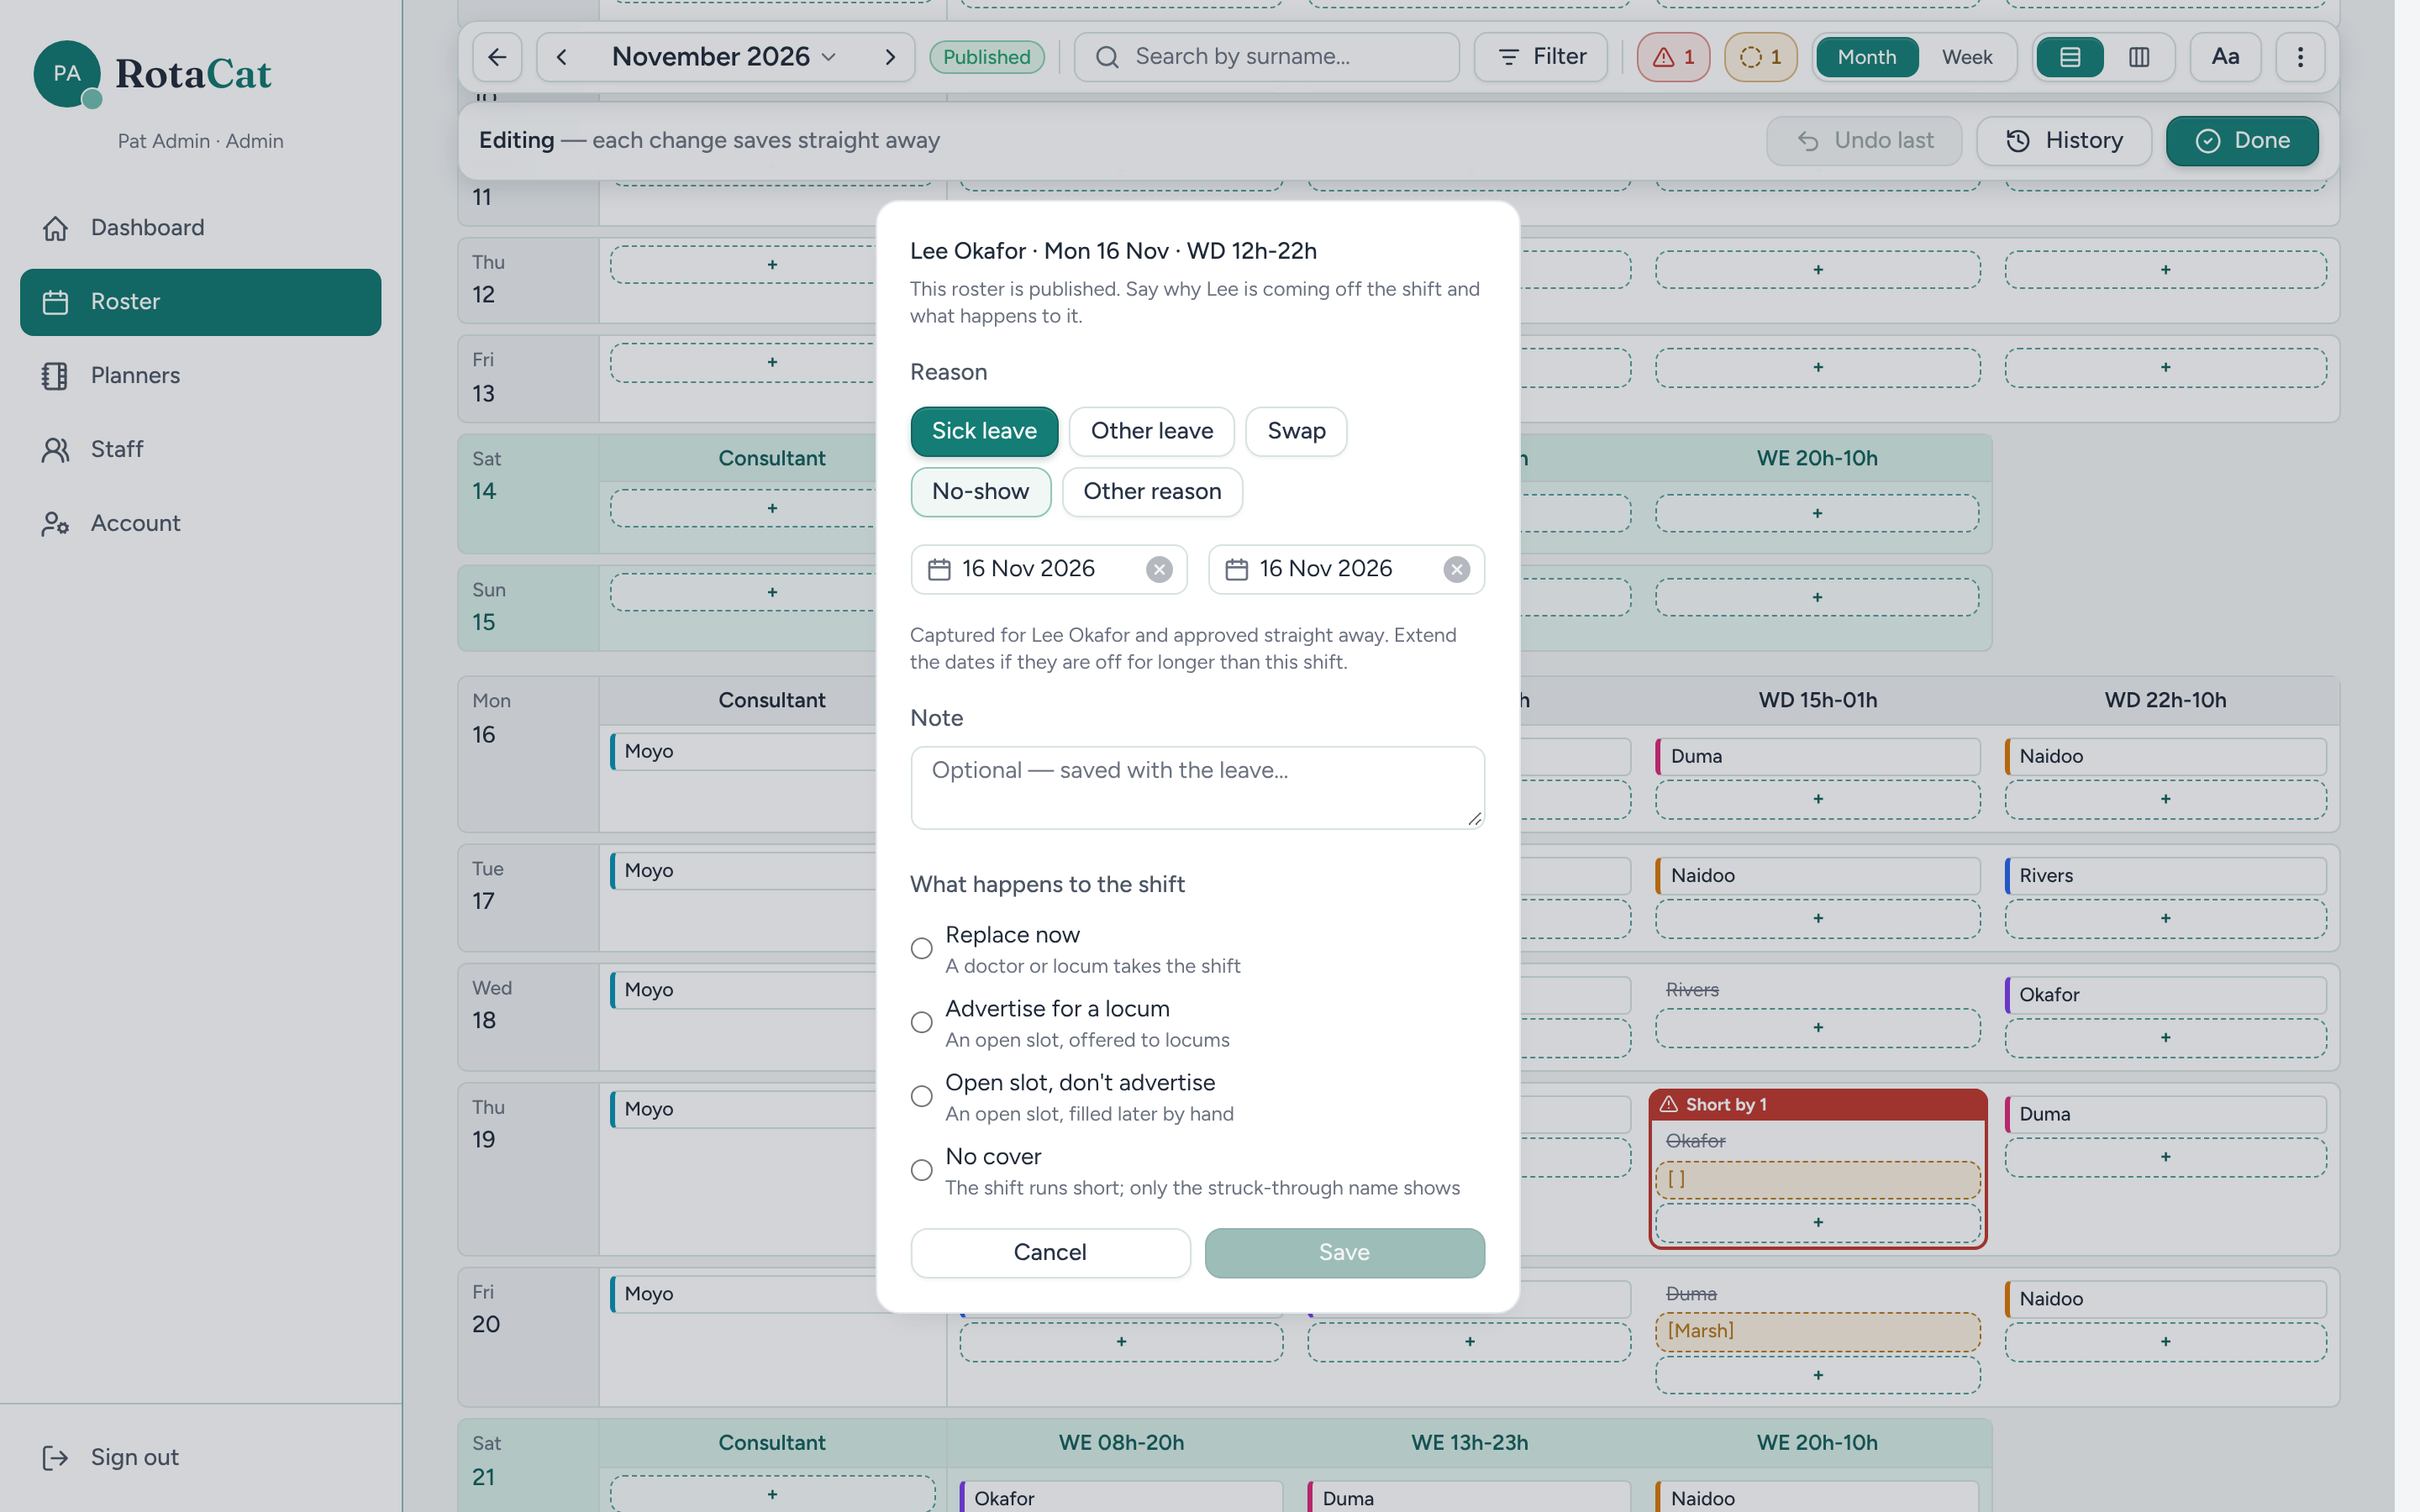 PA
RotaCat
Pat Admin · Admin
Dashboard
Roster
Planners
Staff
Account
Sign out
November 2026
Published
Search by surname...
Filter
1
1
Month
Week
Aa
Editing — each change saves straight away
Undo last
History
Done
11
Thu
12
+
+
+
Fri
13
+
+
+
Sat
14
Consultant
WE 20h-10h
+
+
Sun
15
+
+
Mon
16
Consultant
WD 15h-01h
WD 22h-10h
Moyo
Duma
Naidoo
+
+
Tue
17
Moyo
Naidoo
Rivers
+
+
Wed
18
Moyo
Rivers
Okafor
+
+
Thu
19
Moyo
Short by 1
Okafor
[ ]
+
Duma
+
Fri
20
Moyo
+
+
Duma
[Marsh]
+
Naidoo
+
Sat
21
Consultant
WE 08h-20h
WE 13h-23h
WE 20h-10h
+
Okafor
Duma
Naidoo
Lee Okafor · Mon 16 Nov · WD 12h-22h
This roster is published. Say why Lee is coming off the shift and
what happens to it.
Reason
Sick leave
Other leave
Swap
No-show
Other reason
16 Nov 2026
16 Nov 2026
Captured for Lee Okafor and approved straight away. Extend
the dates if they are off for longer than this shift.
Note
Optional — saved with the leave...
What happens to the shift
Replace now
A doctor or locum takes the shift
Advertise for a locum
An open slot, offered to locums
Open slot, don't advertise
An open slot, filled later by hand
No cover
The shift runs short; only the struck-through name shows
Cancel
Save